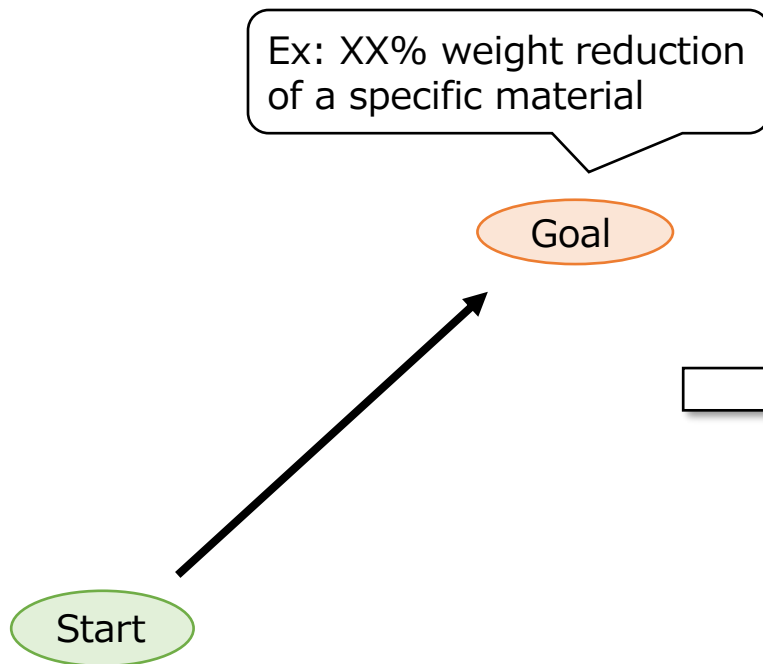 Ex: XX% weight reduction
of a specific material
Goal
Start